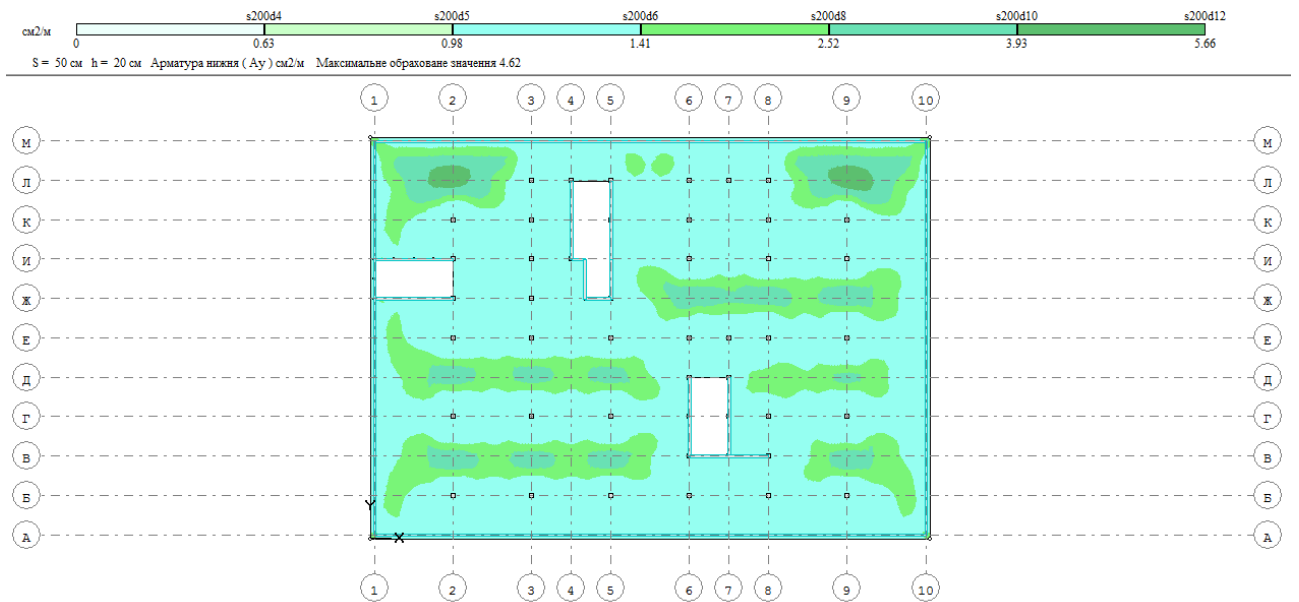 s200d4 s200d5 s200d6 s200d8 s200d10 s200d12
см2/м
0 0.63 0.98 1.41 2.52 3.93 5.66
S = 50 см h = 20 см Арматура нижня ( Ay ) см2/м Максимальне обраховане значення 4.62
1 2 3 4 5 6 7 8 9 10
М М
Л Л
К К
И И
Ж Ж
Е Е
Д Д
Г Г
В В
Б Б
Y
А X А
1 2 3 4 5 6 7 8 9 10